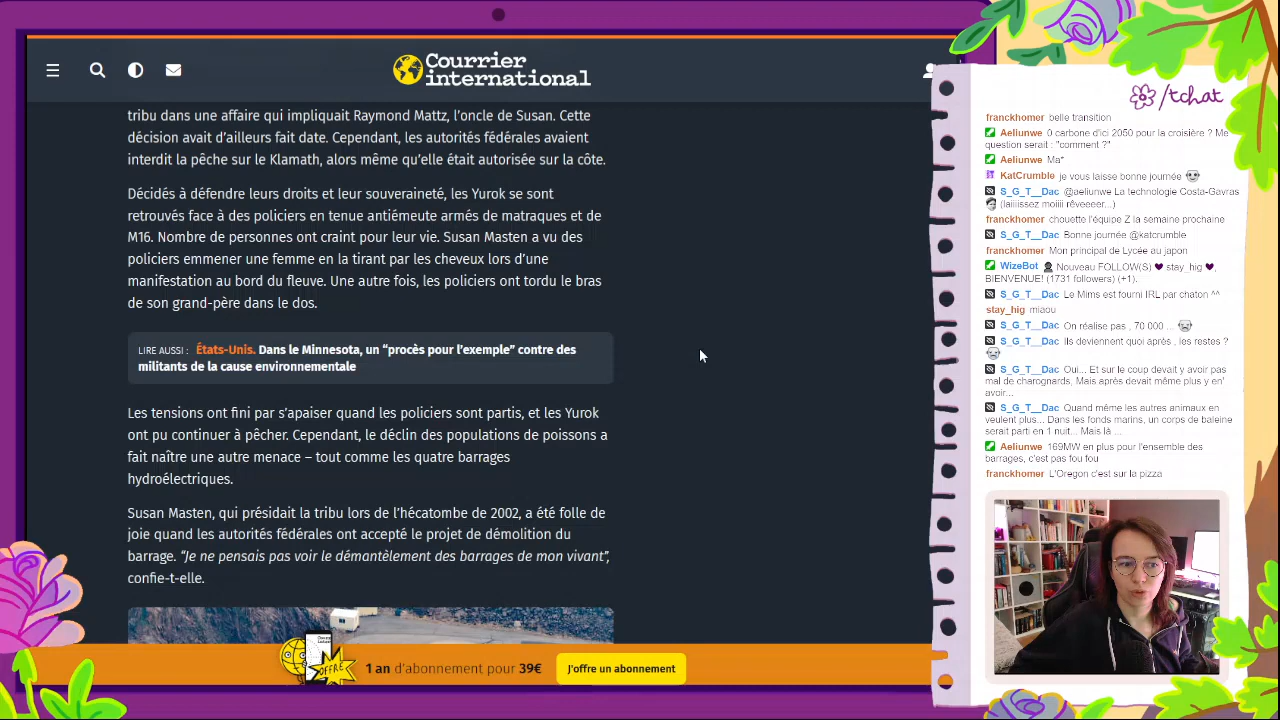 Courrier
international
tribu dans une affaire qui impliquait Raymond Mattz, l'oncle de Susan. Cette
décision avait d'ailleurs fait date. Cependant, les autorités fédérales avaient
interdit la pêche sur le Klamath, alors même qu'elle était autorisée sur la côte.
Décidés à défendre leurs droits et leur souveraineté, les Yurok se sont
retrouvés face à des policiers en tenue antiémeute armés de matraques et de
M16. Nombre de personnes ont craint pour leur vie. Susan Masten a vu des
policiers emmener une femme en la tirant par les cheveux lors d'une
manifestation au bord du fleuve. Une autre fois, les policiers ont tordu le bras
de son grand-père dans le dos.
LIRE AUSSI : États-Unis. Dans le Minnesota, un “procès pour l'exemple” contre des
militants de la cause environnementale
Les tensions ont fini par s'apaiser quand les policiers sont partis, et les Yurok
ont pu continuer à pêcher. Cependant, le déclin des populations de poissons a
fait naître une autre menace – tout comme les quatre barrages
hydroélectriques.
Susan Masten, qui présidait la tribu lors de l'hécatombe de 2002, a été folle de
joie quand les autorités fédérales ont accepté le projet de démolition du
barrage. “Je ne pensais pas voir le démantèlement des barrages de mon vivant”,
confie-t-elle.
OFFRE
1 an d'abonnement pour 39€
J'offre un abonnement
/tchat
franckhomer belle transition
Aeliunwe 0 carbone d'ici 2050 pour la croisière ? Me
question serait : "comment ?"
Aeliunwe Ma*
KatCrumble je vous laisse bonne journée
S_G_T__Dac @aeliunwe La technologie Costa-Gavras
(laiiiissez moiiii rêveeeer...)
franckhomer chouette l'équipe Z la semaine prochaine
S_G_T__Dac Bonne journée @katcrumble
franckhomer Mon principal de Lycée au japon
WizeBot Nouveau FOLLOW(S) ♥ stay_hig ♥,
BIENVENUE! (1731 followers) (+1).
S_G_T__Dac Le Mims est fourni IRL par chaton ^^
stay_hig miaou
S_G_T__Dac On réalise pas , 70 000 ...
S_G_T__Dac Ils deviennent quoi après , les restes ?
S_G_T__Dac Oui... Et sur le coup devait y avoir pas
mal de charognards, Mais après devait même plus y en'
avoir...
S_G_T__Dac Quand même les autres animaux en
veulent plus... Dans les fonds marins, un corps de baleine
serait parti en 1 nuit... Mais là ...
Aeliunwe 169MW en plus pour l'ensemble des
barrages, c'est pas fou fou
franckhomer L'Oregon c'est sur la pizza